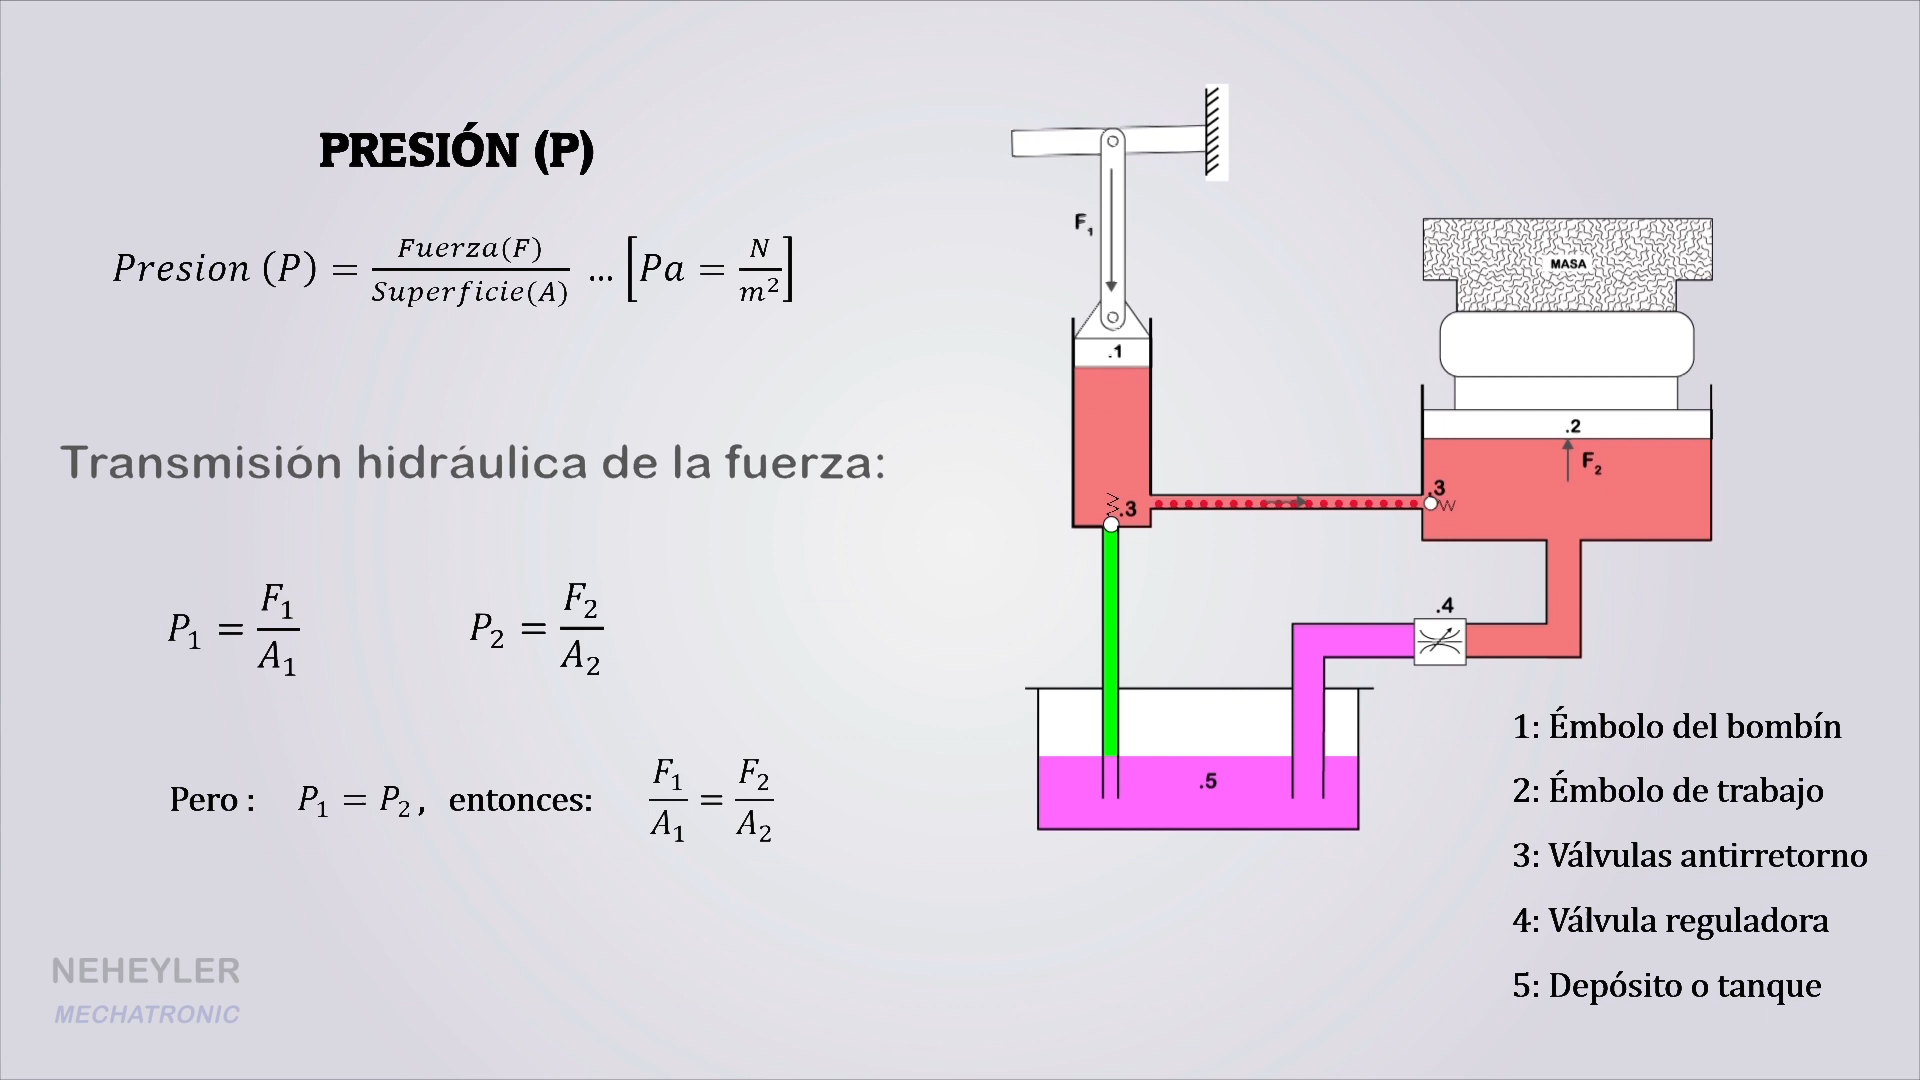 PRESIÓN (P)
Presion (P) = Fuerza(F) / Superficie(A) ... [Pa = N / m²]
Transmisión hidráulica de la fuerza:
P₁ = F₁ / A₁
P₂ = F₂ / A₂
Pero : P₁ = P₂ , entonces: F₁ / A₁ = F₂ / A₂
NEHEYLER
MECHATRONIC
F₁
.1
MASA
.2
F₂
.3
.3
.4
.5
1: Émbolo del bombín
2: Émbolo de trabajo
3: Válvulas antirretorno
4: Válvula reguladora
5: Depósito o tanque